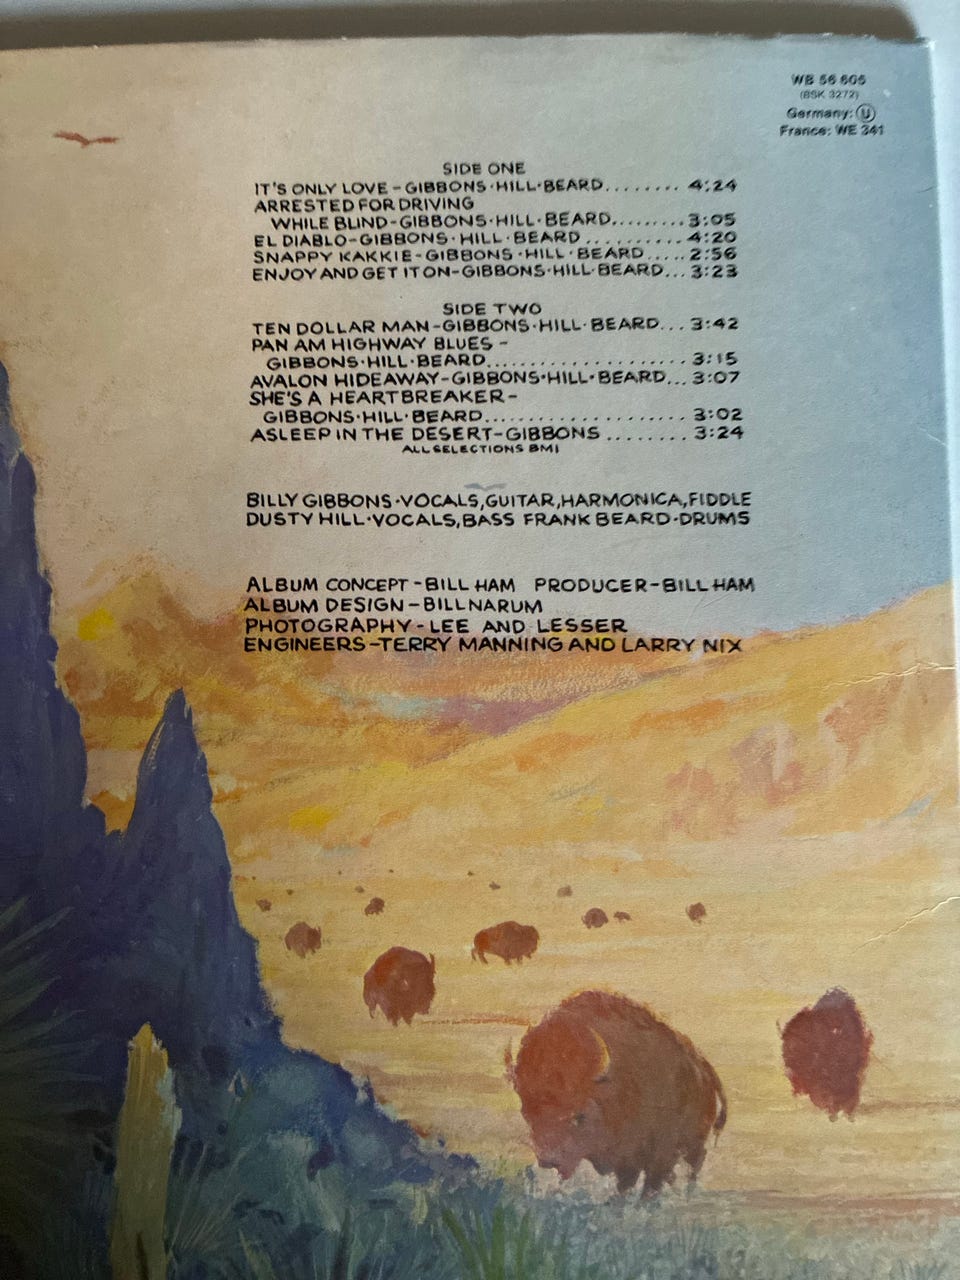 WB 56 605
(BSK 3272)
Germany: U
France: WE 341
SIDE ONE
IT'S ONLY LOVE-GIBBONS·HILL·BEARD........ 4:24
ARRESTED FOR DRIVING
WHILE BLIND-GIBBONS·HILL·BEARD.........3:05
EL DIABLO-GIBBONS·HILL·BEARD .......... 4:20
SNAPPY KAKKIE-GIBBONS·HILL·BEARD..... 2:56
ENJOY AND GET IT ON-GIBBONS·HILL·BEARD... 3:23
SIDE TWO
TEN DOLLAR MAN-GIBBONS·HILL·BEARD... 3:42
PAN AM HIGHWAY BLUES-
GIBBONS·HILL·BEARD..................... 3:15
AVALON HIDEAWAY-GIBBONS·HILL·BEARD... 3:07
SHE'S A HEARTBREAKER-
GIBBONS·HILL·BEARD..................... 3:02
ASLEEP IN THE DESERT-GIBBONS ........ 3:24
ALL SELECTIONS BMI
BILLY GIBBONS·VOCALS,GUITAR,HARMONICA,FIDDLE
DUSTY HILL·VOCALS,BASS FRANK BEARD·DRUMS
ALBUM CONCEPT-BILL HAM PRODUCER-BILL HAM
ALBUM DESIGN-BILL NARUM
PHOTOGRAPHY-LEE AND LESSER
ENGINEERS-TERRY MANNING AND LARRY NIX